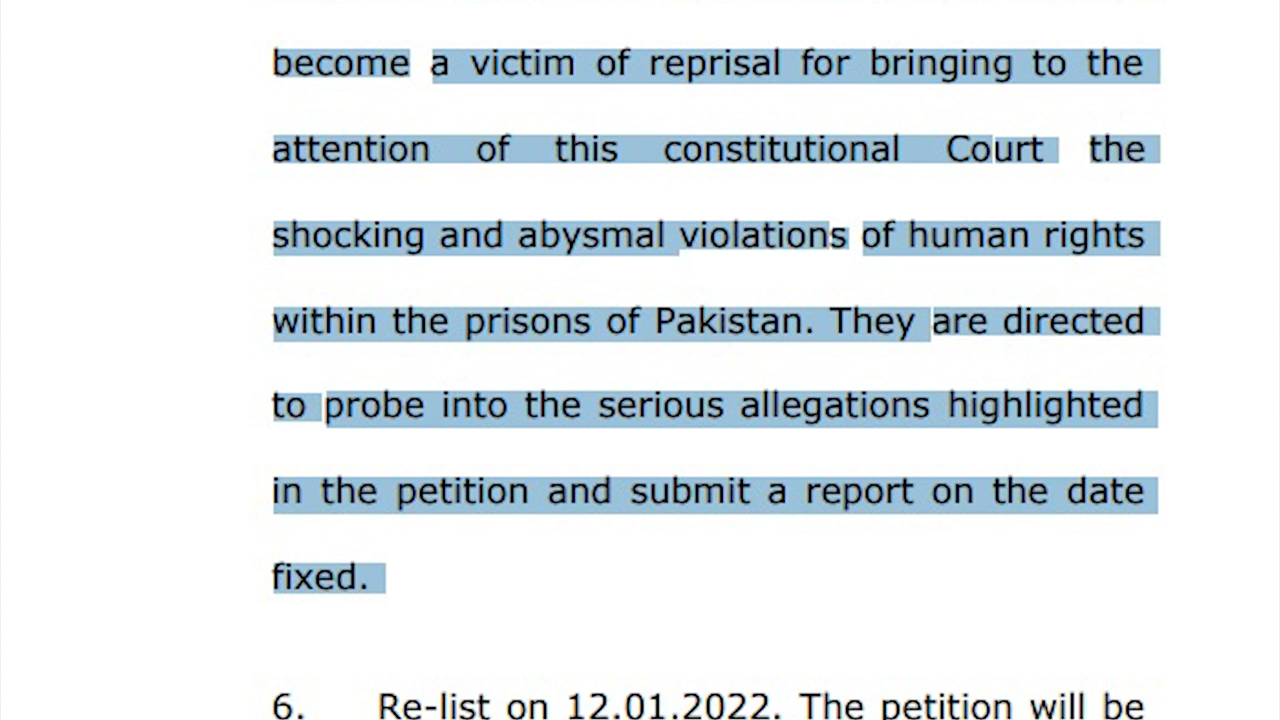 become a victim of reprisal for bringing to the
attention of this constitutional Court the
shocking and abysmal violations of human rights
within the prisons of Pakistan. They are directed
to probe into the serious allegations highlighted
in the petition and submit a report on the date
fixed.
6. Re-list on 12.01.2022. The petition will be